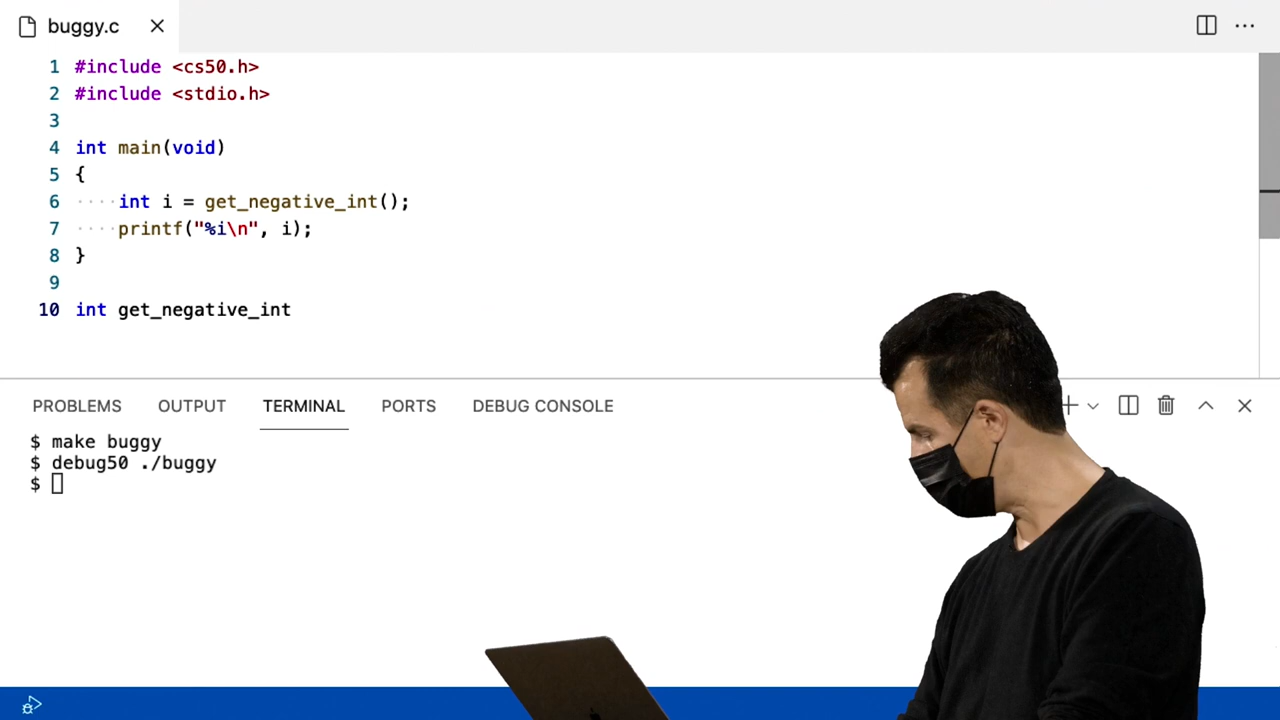 buggy.c
1 #include <cs50.h>
2 #include <stdio.h>
3
4 int main(void)
5 {
6 ····int i = get_negative_int();
7 ····printf("%i\n", i);
8 }
9
10 int get_negative_int
PROBLEMS OUTPUT TERMINAL PORTS DEBUG CONSOLE
$ make buggy
$ debug50 ./buggy
$